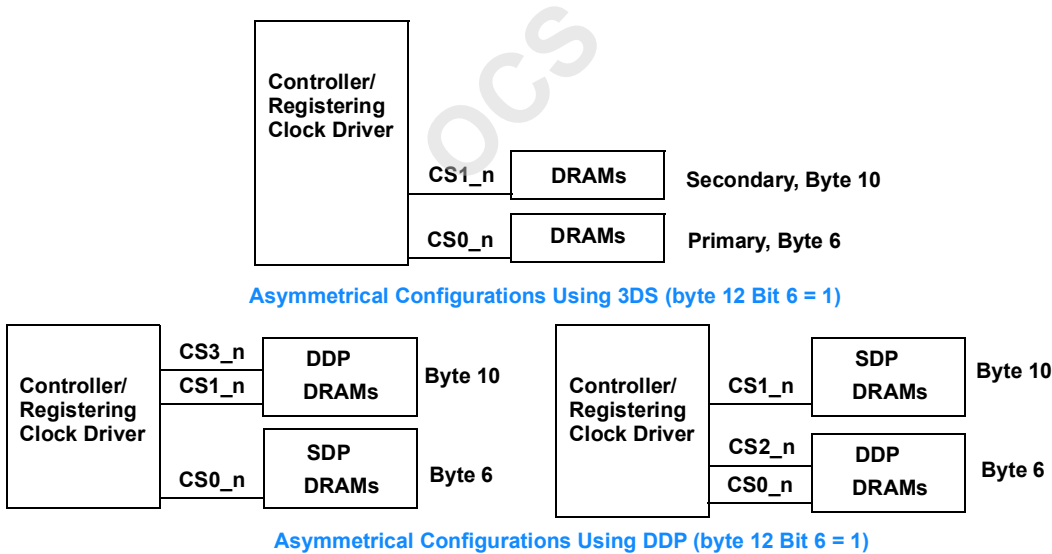 OCS
Controller/
Registering
Clock Driver
CS1_n
DRAMs
Secondary, Byte 10
CS0_n
DRAMs
Primary, Byte 6
Asymmetrical Configurations Using 3DS (byte 12 Bit 6 = 1)
Controller/
Registering
Clock Driver
CS3_n
CS1_n
DDP
DRAMs
Byte 10
CS0_n
SDP
DRAMs
Byte 6
Controller/
Registering
Clock Driver
CS1_n
SDP
DRAMs
Byte 10
CS2_n
CS0_n
DDP
DRAMs
Byte 6
Asymmetrical Configurations Using DDP (byte 12 Bit 6 = 1)